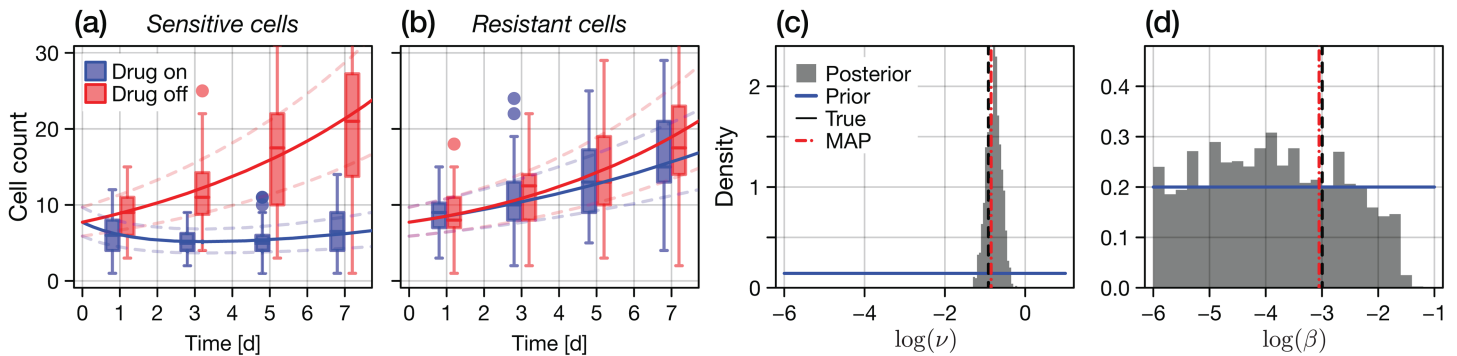 (a) Sensitive cells
(b) Resistant cells
(c)
(d)
Cell count
30
20
10
0
Drug on
Drug off
0 1 2 3 4 5 6 7
Time [d]
0 1 2 3 4 5 6 7
Time [d]
Density
2
1
0
Posterior
Prior
True
MAP
−6 −4 −2 0
log(ν)
0.4
0.3
0.2
0.1
0.0
−6 −5 −4 −3 −2 −1
log(β)